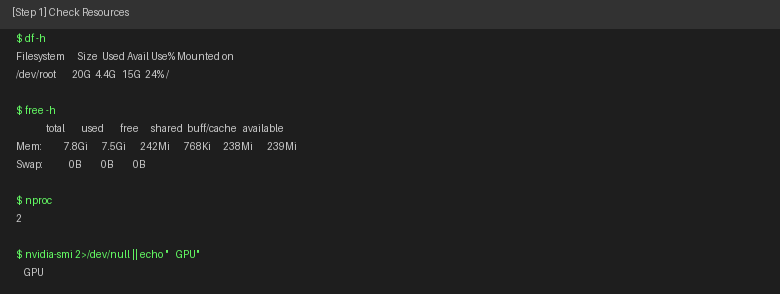 [Step 1] Check Resources
$ df -h
Filesystem Size Used Avail Use% Mounted on
/dev/root 20G 4.4G 15G 24% /
$ free -h
total used free shared buff/cache available
Mem: 7.8Gi 7.5Gi 242Mi 768Ki 238Mi 239Mi
Swap: 0B 0B 0B
$ nproc
2
$ nvidia-smi 2>/dev/null || echo " GPU"
GPU